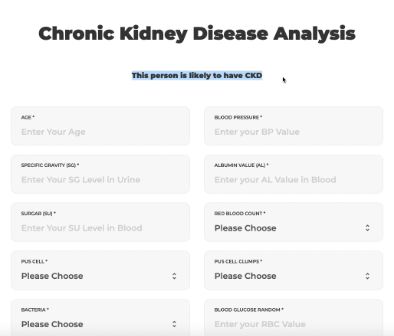 Chronic Kidney Disease Analysis
This person is likely to have CKD
AGE * BLOOD PRESSURE *
Enter Your Age Enter your BP Value
SPECIFIC GRAVITY (SG) * ALBUMIN VALUE (AL) *
Enter Your SG Level in Urine Enter your AL Value in Blood
SURGAR (SU) * RED BLOOD COUNT *
Enter Your SU Level in Blood Please Choose
PUS CELL * PUS CELL CLUMPS *
Please Choose Please Choose
BACTERIA * BLOOD GLUCOSE RANDOM *
Please Choose Enter your RBC Value